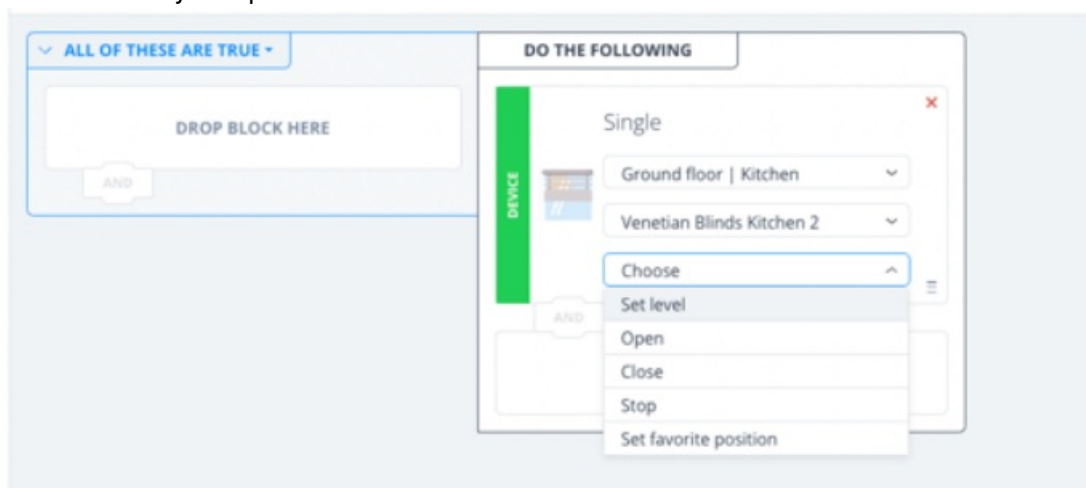 ALL OF THESE ARE TRUE
DROP BLOCK HERE
AND
DO THE FOLLOWING
DEVICE
Single
Ground floor | Kitchen
Venetian Blinds Kitchen 2
Choose
Set level
Open
Close
Stop
Set favorite position
AND